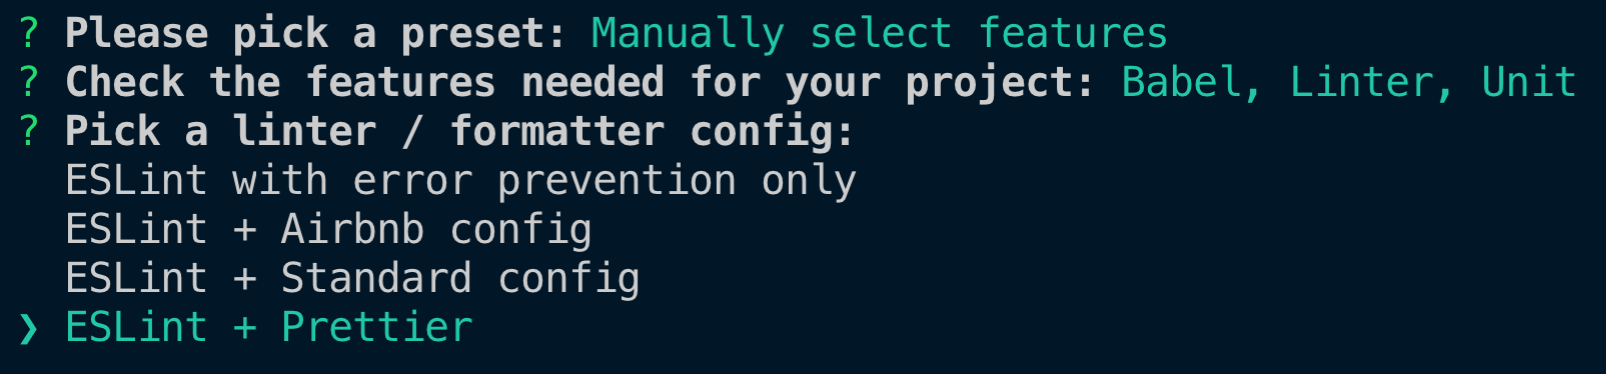 ? Please pick a preset: Manually select features
? Check the features needed for your project: Babel, Linter, Unit
? Pick a linter / formatter config:
ESLint with error prevention only
ESLint + Airbnb config
ESLint + Standard config
❯ ESLint + Prettier